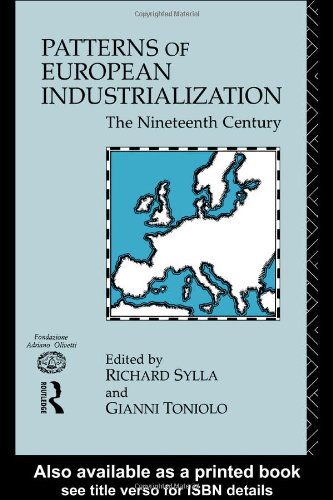 PATTERNS OF
EUROPEAN
INDUSTRIALIZATION
The Nineteenth Century
Fondazione
Adriano Olivetti
ROUTLEDGE
Edited by
RICHARD SYLLA
and
GIANNI TONIOLO
Also available as a printed book
see title verso for ISBN details